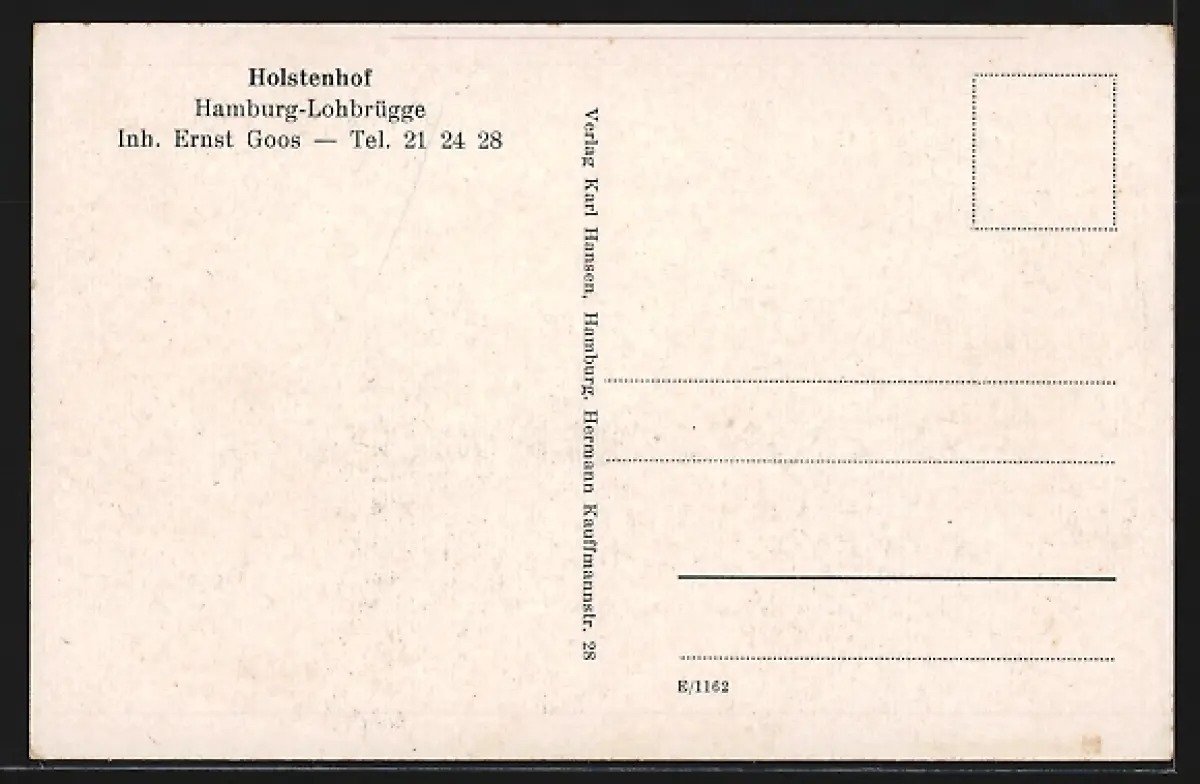 Holstenhof
Hamburg-Lohbrügge
Inh. Ernst Goos — Tel. 21 24 28
Verlag Karl Hansen, Hamburg, Hermann Kauffmannstr. 28
E/1162